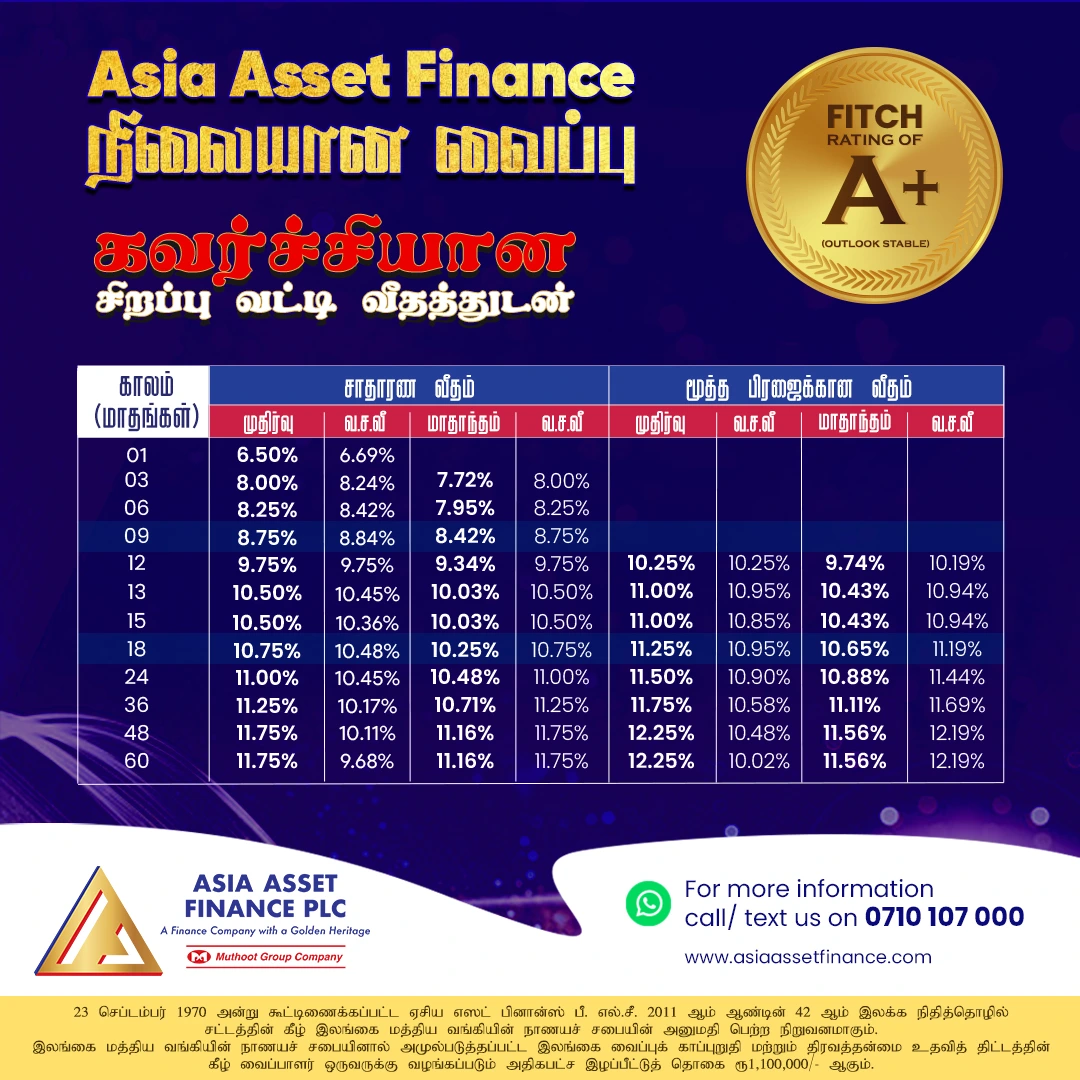 Asia Asset Finance
நிலையான வைப்பு
கவர்ச்சியான
சிறப்பு வட்டி வீதத்துடன்
FITCH
RATING OF
A+
(OUTLOOK STABLE)
காலம் சாதாரண வீதம் மூத்த பிரஜைக்கான வீதம்
(மாதங்கள்) முதிர்வு வ.ச.வீ மாதாந்தம் வ.ச.வீ முதிர்வு வ.ச.வீ மாதாந்தம் வ.ச.வீ
01 6.50% 6.69%
03 8.00% 8.24% 7.72% 8.00%
06 8.25% 8.42% 7.95% 8.25%
09 8.75% 8.84% 8.42% 8.75%
12 9.75% 9.75% 9.34% 9.75% 10.25% 10.25% 9.74% 10.19%
13 10.50% 10.45% 10.03% 10.50% 11.00% 10.95% 10.43% 10.94%
15 10.50% 10.36% 10.03% 10.50% 11.00% 10.85% 10.43% 10.94%
18 10.75% 10.48% 10.25% 10.75% 11.25% 10.95% 10.65% 11.19%
24 11.00% 10.45% 10.48% 11.00% 11.50% 10.90% 10.88% 11.44%
36 11.25% 10.17% 10.71% 11.25% 11.75% 10.58% 11.11% 11.69%
48 11.75% 10.11% 11.16% 11.75% 12.25% 10.48% 11.56% 12.19%
60 11.75% 9.68% 11.16% 11.75% 12.25% 10.02% 11.56% 12.19%
ASIA ASSET
FINANCE PLC
A Finance Company with a Golden Heritage
Muthoot Group Company
For more information
call/ text us on 0710 107 000
www.asiaassetfinance.com
23 செப்டம்பர் 1970 அன்று கூட்டிணைக்கப்பட்ட ஏசிய எஸட் பினான்ஸ் பீ. எல்.சீ. 2011 ஆம் ஆண்டின் 42 ஆம் இலக்க நிதித்தொழில்
சட்டத்தின் கீழ் இலங்கை மத்திய வங்கியின் நாணயச் சபையின் அனுமதி பெற்ற நிறுவனமாகும்.
இலங்கை மத்திய வங்கியின் நாணயச் சபையினால் அமுல்படுத்தப்பட்ட இலங்கை வைப்புக் காப்புறுதி மற்றும் திரவத்தன்மை உதவித் திட்டத்தின்
கீழ் வைப்பாளர் ஒருவருக்கு வழங்கப்படும் அதிகபட்ச இழப்பீட்டுத் தொகை ரூ1,100,000/- ஆகும்.